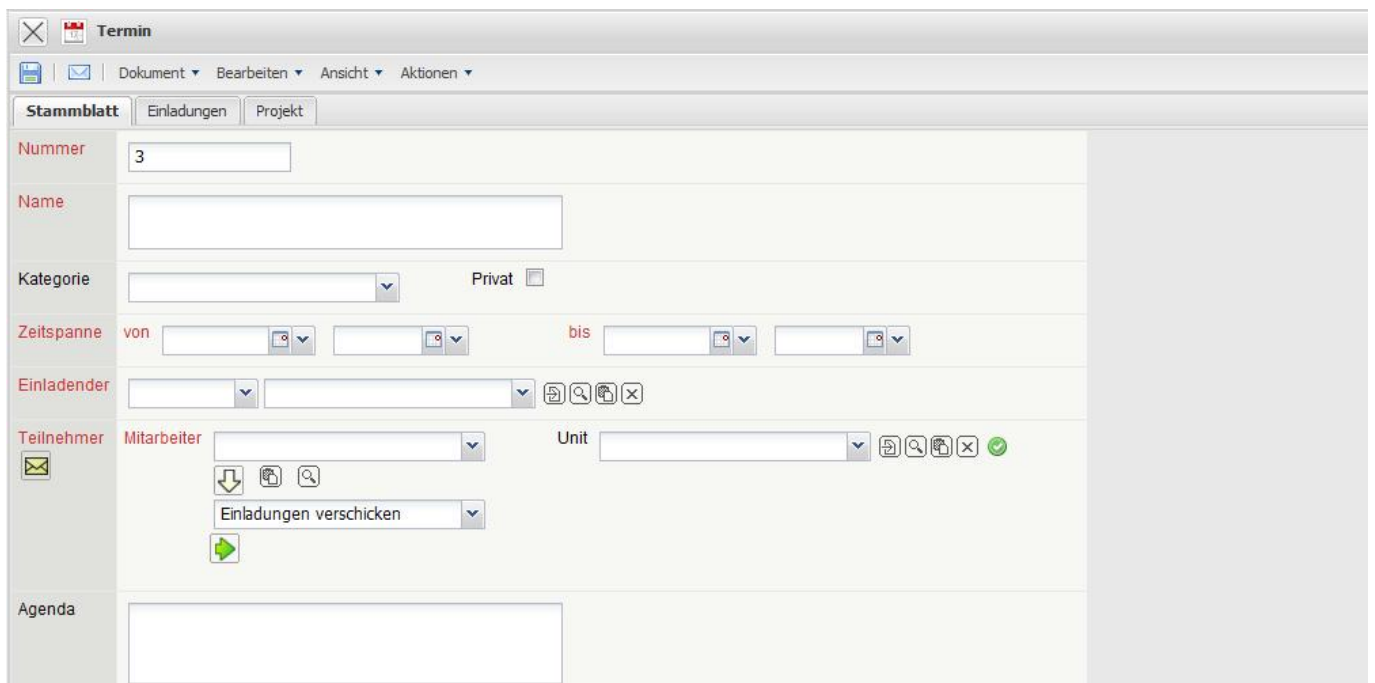 Termin
Dokument Bearbeiten Ansicht Aktionen
Stammblatt Einladungen Projekt
Nummer 3
Name
Kategorie Privat
Zeitspanne von bis
Einladender
Teilnehmer Mitarbeiter Unit
Einladungen verschicken
Agenda